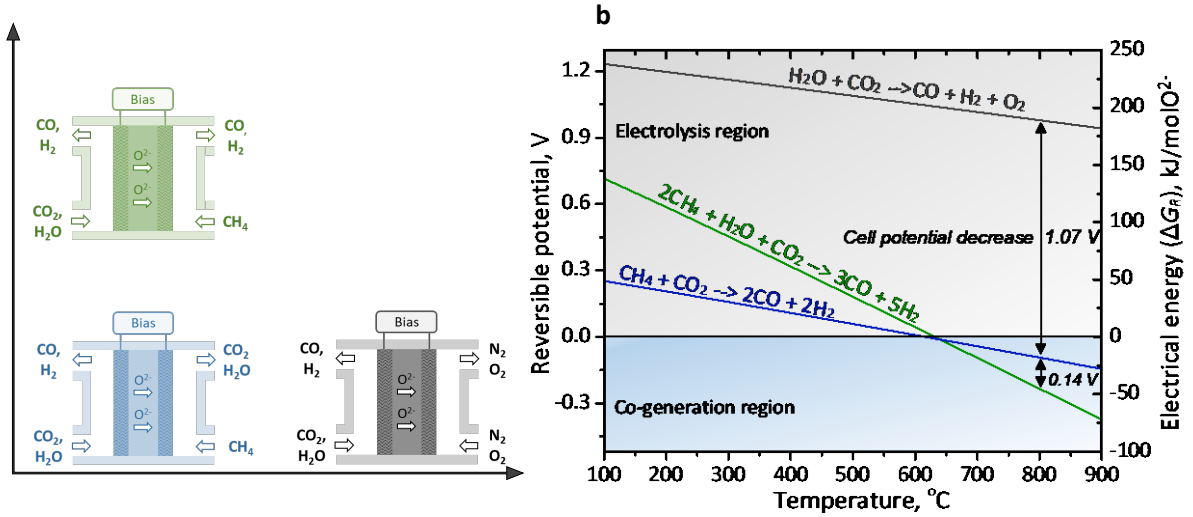 Bias
CO,
H₂
CO,
H₂
O²⁻
O²⁻
CO₂,
H₂O
CH₄
Bias
CO,
H₂
CO₂
H₂O
O²⁻
O²⁻
CO₂,
H₂O
CH₄
Bias
CO,
H₂
N₂
O₂
O²⁻
O²⁻
CO₂,
H₂O
N₂
O₂
b
Reversible potential, V
1.2
0.9
0.6
0.3
0.0
-0.3
H₂O + CO₂ -->CO + H₂ + O₂
Electrolysis region
2CH₄ + H₂O + CO₂ --> 3CO + 5H₂
Cell potential decrease 1.07 V
CH₄ + CO₂ --> 2CO + 2H₂
0.14 V
Co-generation region
250
200
150
100
50
0
-50
-100
Electrical energy (ΔG_R), kJ/molO²⁻
100 200 300 400 500 600 700 800 900
Temperature, °C